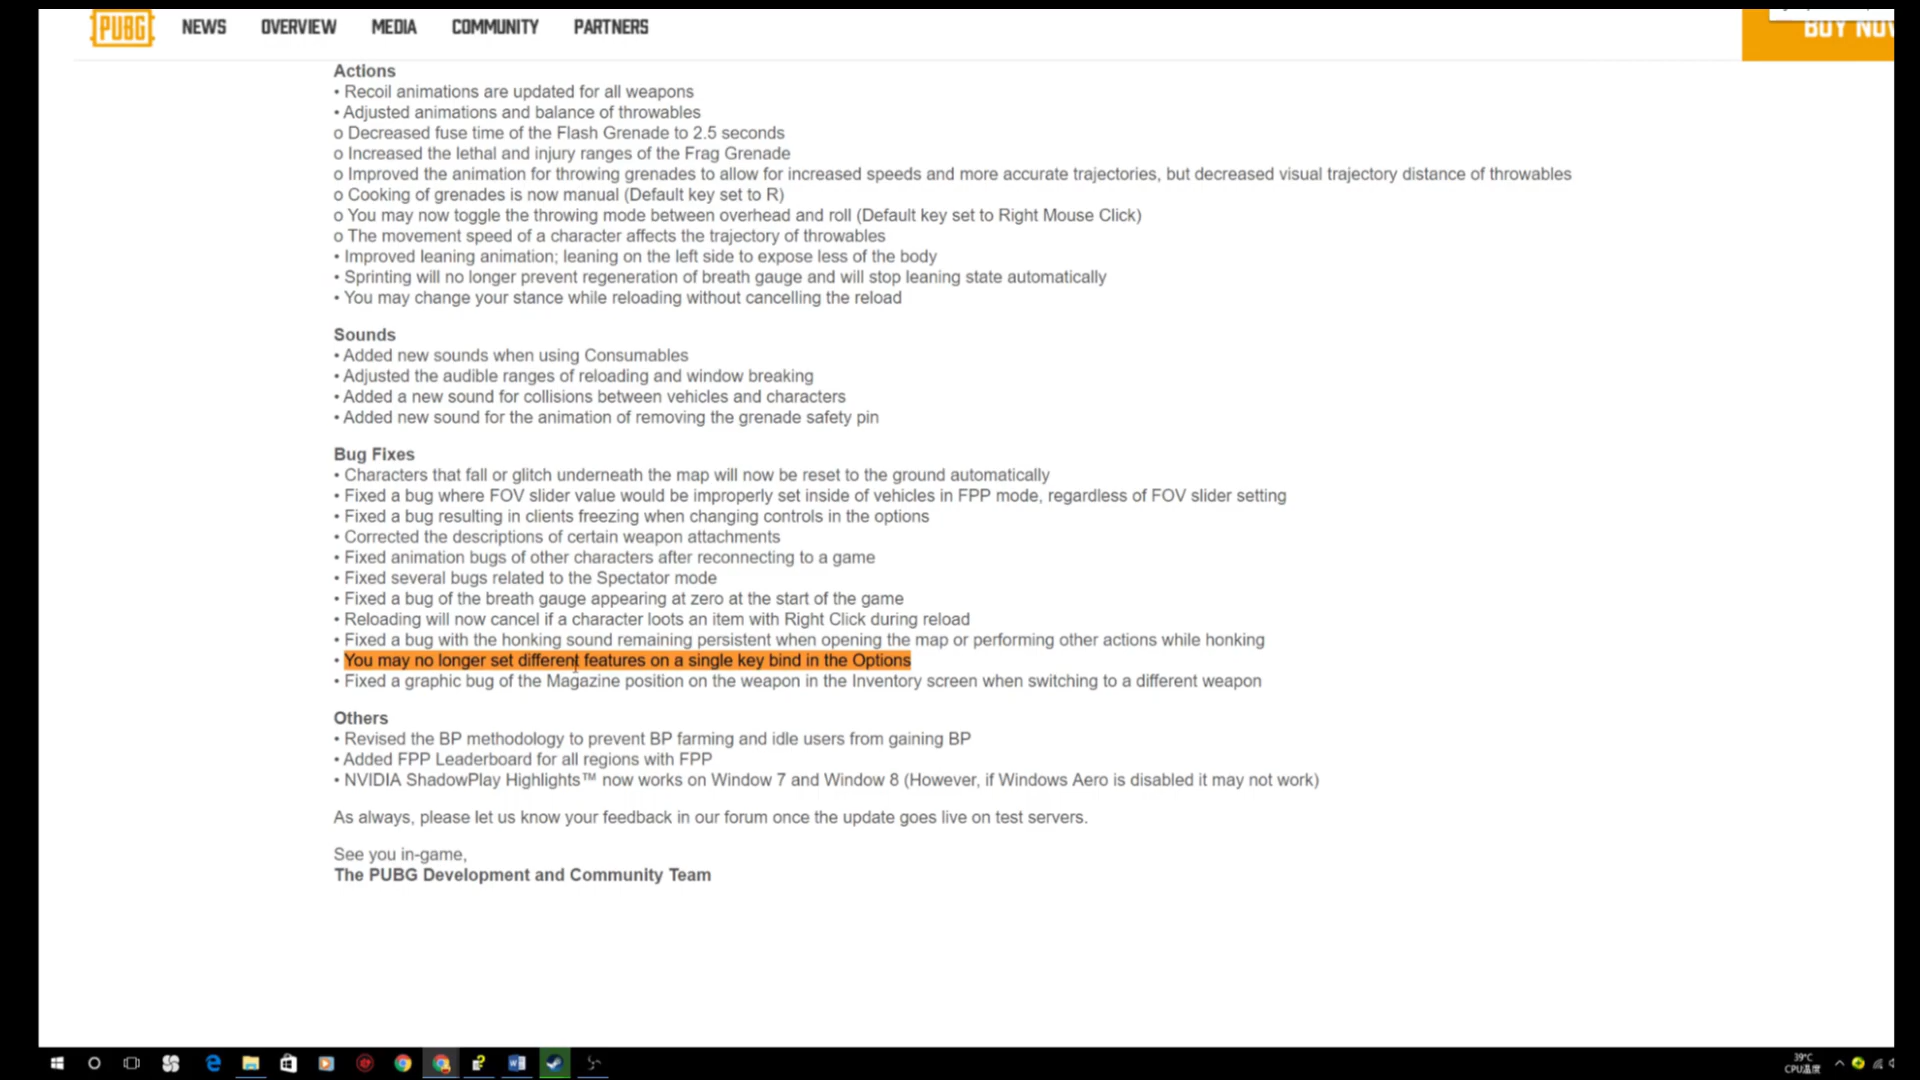 PUBG NEWS OVERVIEW MEDIA COMMUNITY PARTNERS BUY NOW
Actions
• Recoil animations are updated for all weapons
• Adjusted animations and balance of throwables
o Decreased fuse time of the Flash Grenade to 2.5 seconds
o Increased the lethal and injury ranges of the Frag Grenade
o Improved the animation for throwing grenades to allow for increased speeds and more accurate trajectories, but decreased visual trajectory distance of throwables
o Cooking of grenades is now manual (Default key set to R)
o You may now toggle the throwing mode between overhead and roll (Default key set to Right Mouse Click)
o The movement speed of a character affects the trajectory of throwables
• Improved leaning animation; leaning on the left side to expose less of the body
• Sprinting will no longer prevent regeneration of breath gauge and will stop leaning state automatically
• You may change your stance while reloading without cancelling the reload
Sounds
• Added new sounds when using Consumables
• Adjusted the audible ranges of reloading and window breaking
• Added a new sound for collisions between vehicles and characters
• Added new sound for the animation of removing the grenade safety pin
Bug Fixes
• Characters that fall or glitch underneath the map will now be reset to the ground automatically
• Fixed a bug where FOV slider value would be improperly set inside of vehicles in FPP mode, regardless of FOV slider setting
• Fixed a bug resulting in clients freezing when changing controls in the options
• Corrected the descriptions of certain weapon attachments
• Fixed animation bugs of other characters after reconnecting to a game
• Fixed several bugs related to the Spectator mode
• Fixed a bug of the breath gauge appearing at zero at the start of the game
• Reloading will now cancel if a character loots an item with Right Click during reload
• Fixed a bug with the honking sound remaining persistent when opening the map or performing other actions while honking
• You may no longer set different features on a single key bind in the Options
• Fixed a graphic bug of the Magazine position on the weapon in the Inventory screen when switching to a different weapon
Others
• Revised the BP methodology to prevent BP farming and idle users from gaining BP
• Added FPP Leaderboard for all regions with FPP
• NVIDIA ShadowPlay Highlights™ now works on Window 7 and Window 8 (However, if Windows Aero is disabled it may not work)
As always, please let us know your feedback in our forum once the update goes live on test servers.
See you in-game,
The PUBG Development and Community Team
39°C
CPU温度